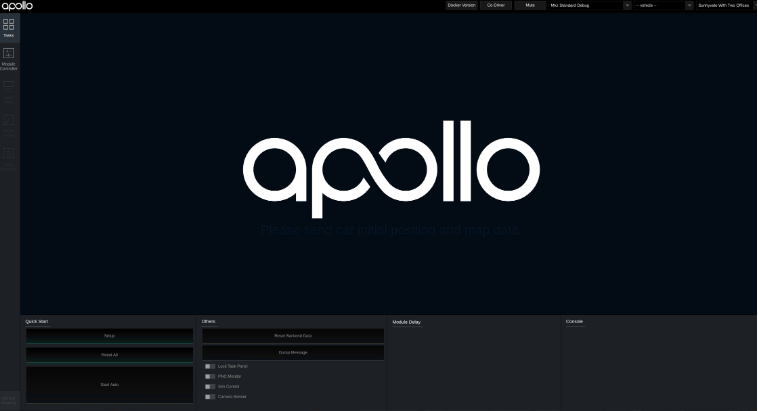 apollo
Docker Version
Co-Driver
Mute
Mkz Standard Debug
-- vehicle --
Sunnyvale With Two Offices
Tasks
Module
Controller
apollo
Please send car initial position and map data.
Quick Start
Setup
Reset All
Start Auto
Others
Reset Backend Data
Dump Message
Lock Task Panel
PNC Monitor
Sim Control
Camera Sensor
Module Delay
Console